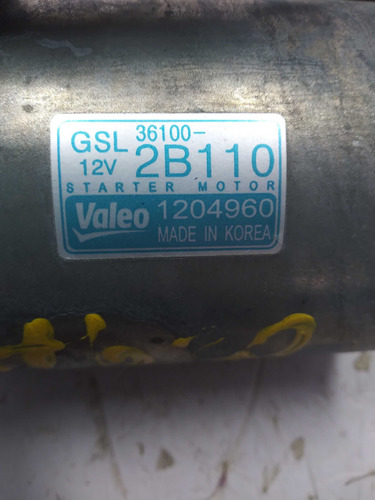 GSL 36100-
12V 2B110
STARTER MOTOR
Valeo 1204960
MADE IN KOREA